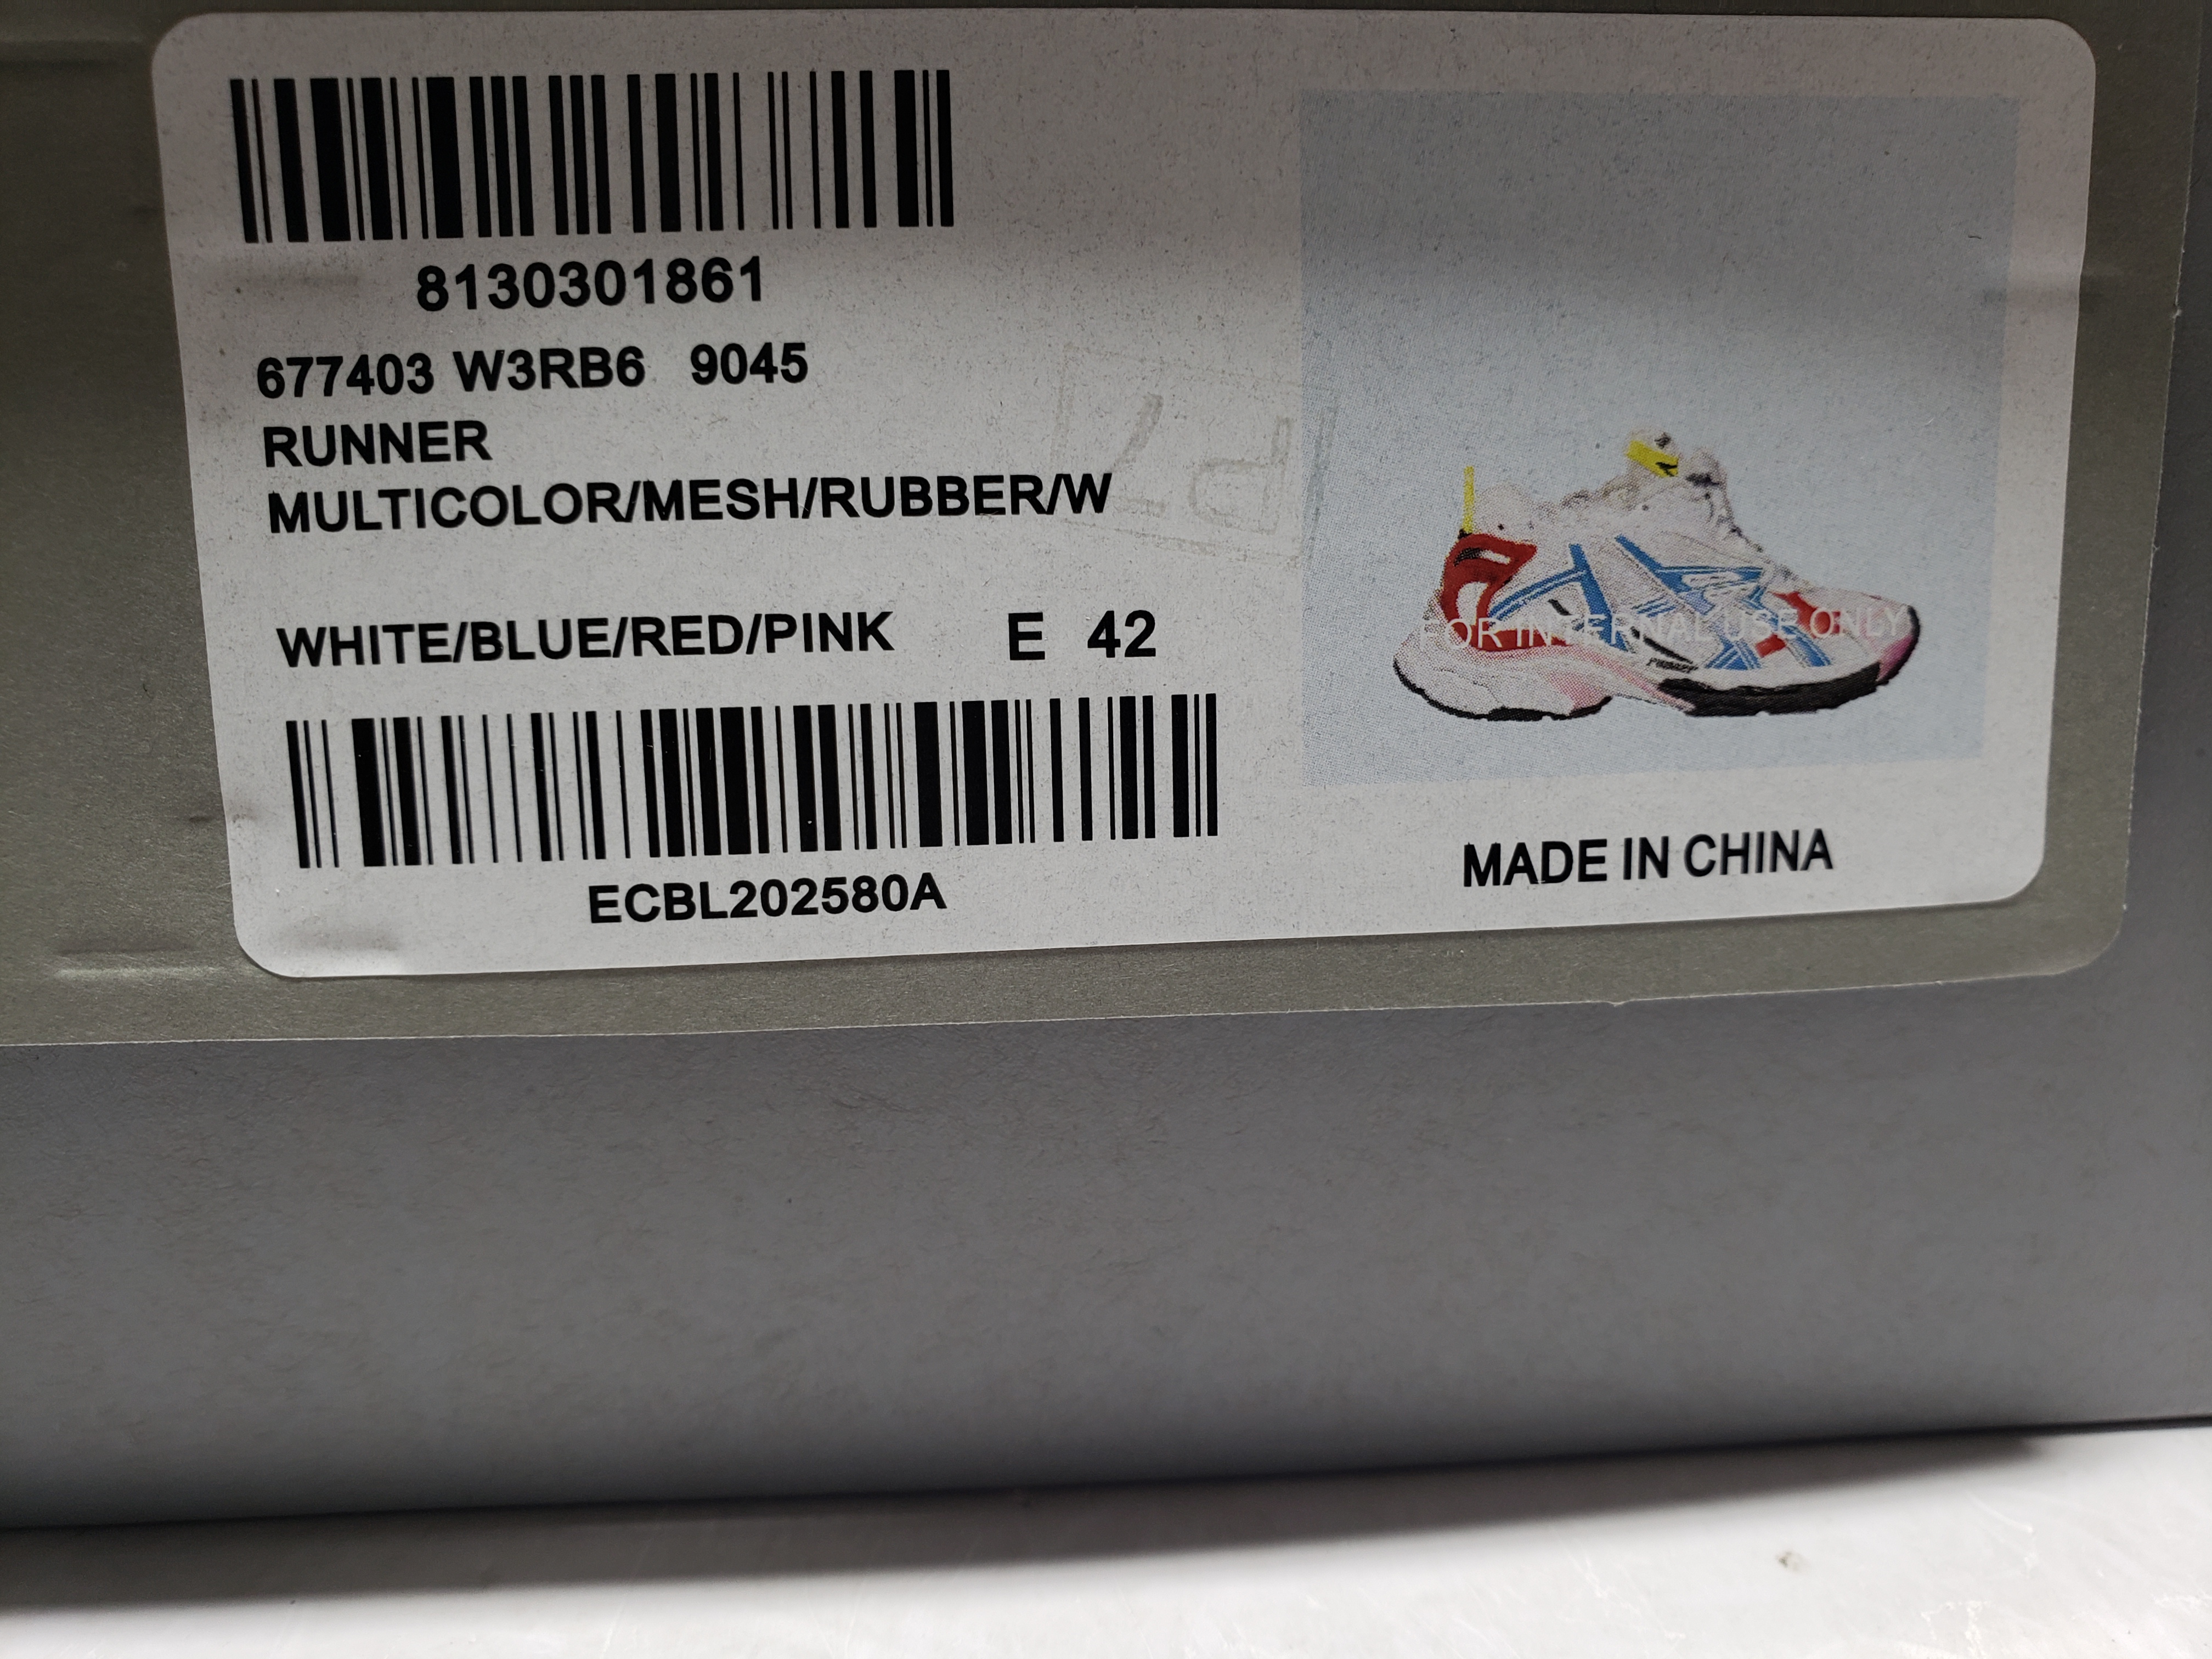 8130301861
677403 W3RB6 9045
RUNNER
MULTICOLOR/MESH/RUBBER/W
WHITE/BLUE/RED/PINK E 42
ECBL202580A
FOR INTERNAL USE ONLY
runner
MADE IN CHINA